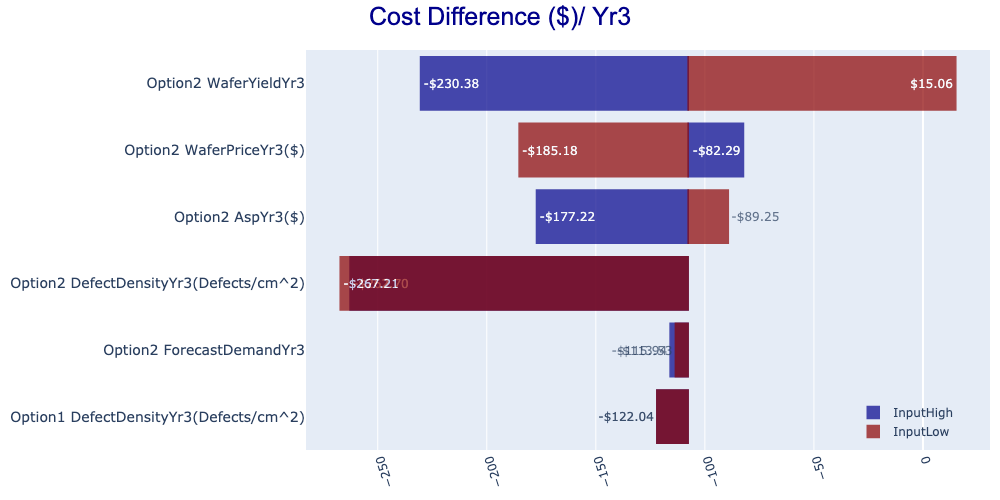 Cost Difference ($)/ Yr3
Option2 WaferYieldYr3
-$230.38
$15.06
Option2 WaferPriceYr3($)
-$185.18
-$82.29
Option2 AspYr3($)
-$177.22
-$89.25
Option2 DefectDensityYr3(Defects/cm^2)
-$267.21
Option2 ForecastDemandYr3
Option1 DefectDensityYr3(Defects/cm^2)
-$122.04
InputHigh
InputLow
−250
−200
−150
−100
−50
0